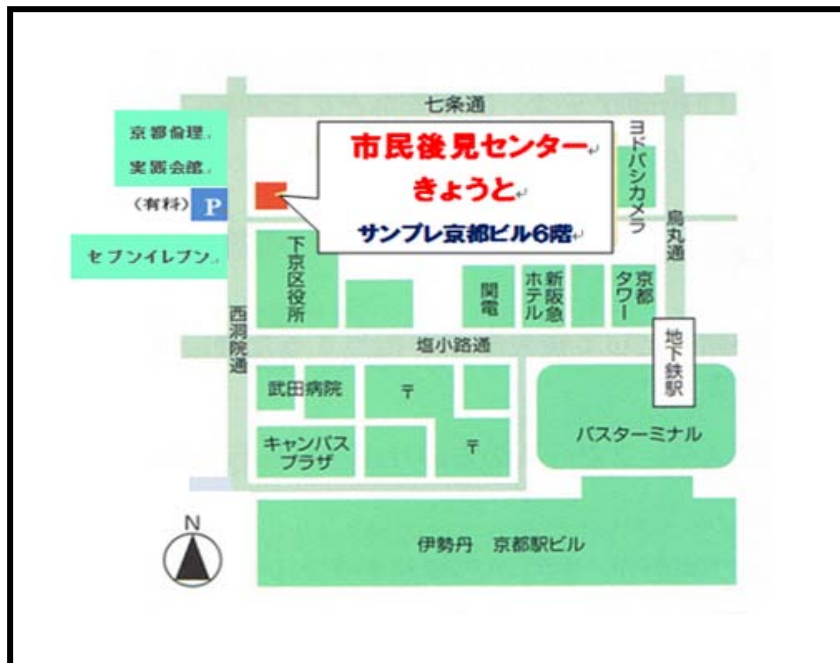 七条通
京都倫理
実践会館
(有料) P
市民後見センター
きょうと
サンプレ京都ビル6階
ヨドバシカメラ
烏丸通
セブンイレブン
下京区役所
関電
新阪急
ホテル
京都
タワー
西洞院通
塩小路通
地下鉄駅
武田病院
〒
キャンパス
プラザ
〒
バスターミナル
N
伊勢丹 京都駅ビル